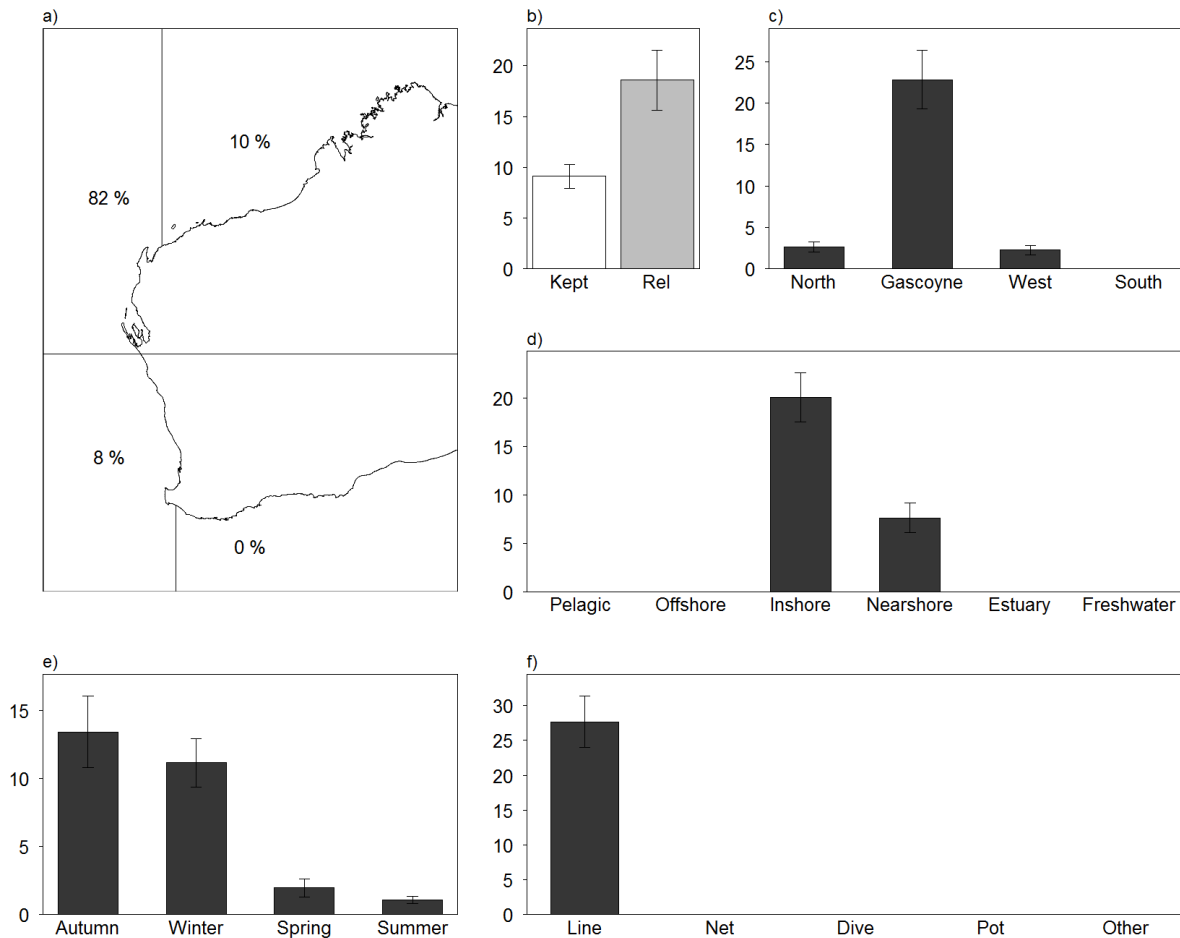 a)
10 %
82 %
8 %
0 %
b)
20
15
10
5
0
Kept Rel
c)
25
20
15
10
5
0
North Gascoyne West South
d)
20
15
10
5
0
Pelagic Offshore Inshore Nearshore Estuary Freshwater
e)
15
10
5
0
Autumn Winter Spring Summer
f)
30
25
20
15
10
5
0
Line Net Dive Pot Other